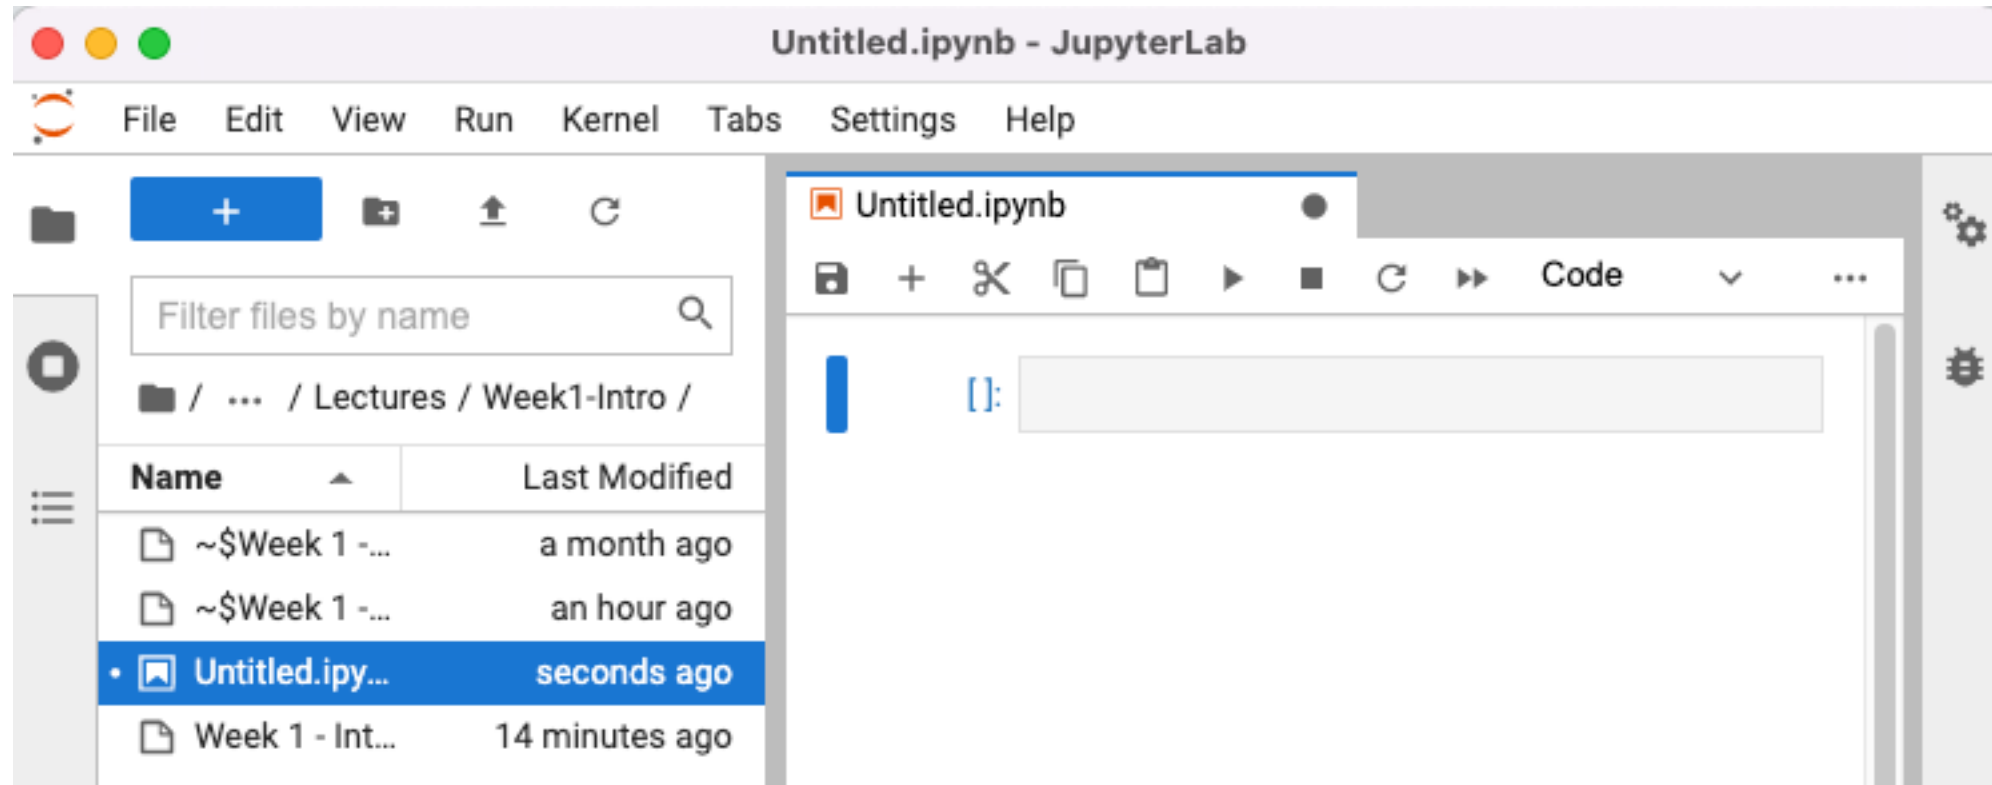 Untitled.ipynb - JupyterLab
File Edit View Run Kernel Tabs Settings Help
+
Filter files by name
/ ... / Lectures / Week1-Intro /
Name Last Modified
~$Week 1 -... a month ago
~$Week 1 -... an hour ago
Untitled.ipy... seconds ago
Week 1 - Int... 14 minutes ago
Untitled.ipynb
Code ...
[ ]: